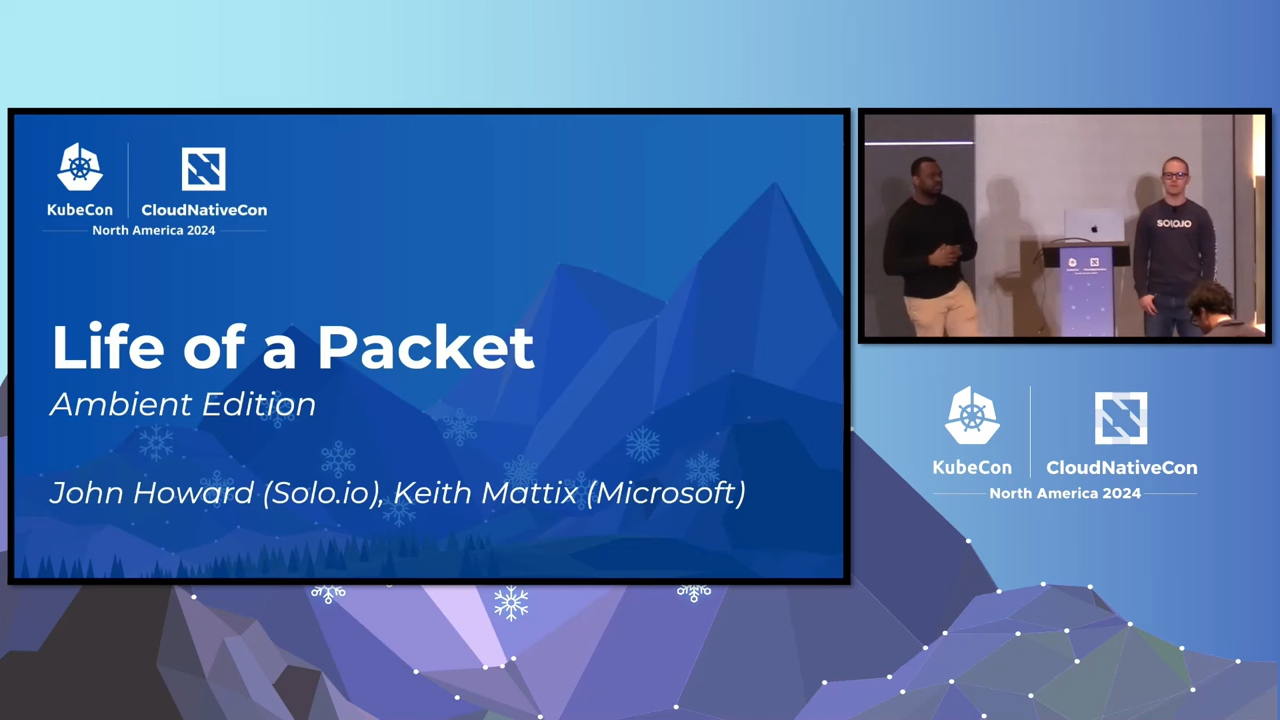 KubeCon
CloudNativeCon
North America 2024
Life of a Packet
Ambient Edition
John Howard (Solo.io), Keith Mattix (Microsoft)
SOLO.IO
KubeCon
CloudNativeCon
North America 2024